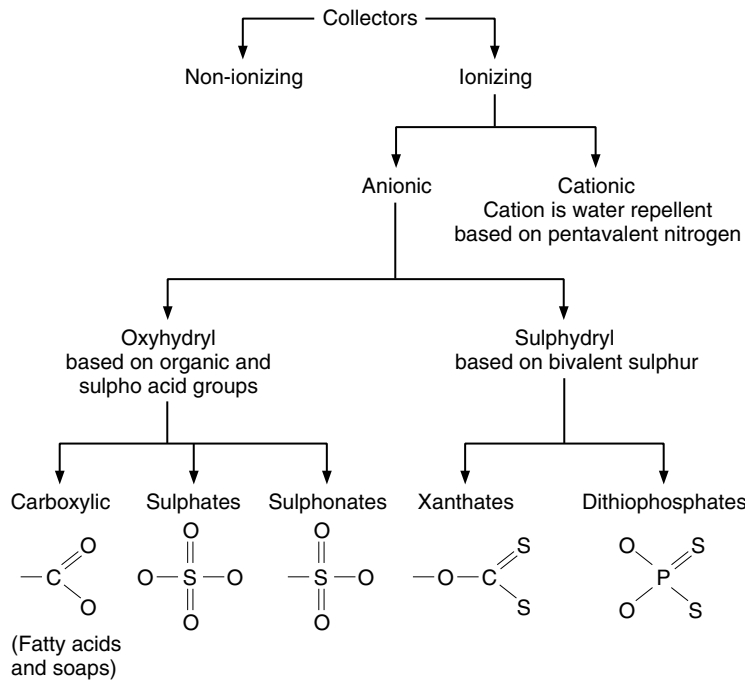 Collectors
Non-ionizing
Ionizing
Anionic
Cationic
Cation is water repellent
based on pentavalent nitrogen
Oxyhydryl
based on organic and
sulpho acid groups
Sulphydryl
based on bivalent sulphur
Carboxylic
Sulphates
Sulphonates
Xanthates
Dithiophosphates
O
C
O
O
O S O
O
O
S O
O
S
O C
S
O S
P
O S
(Fatty acids
and soaps)